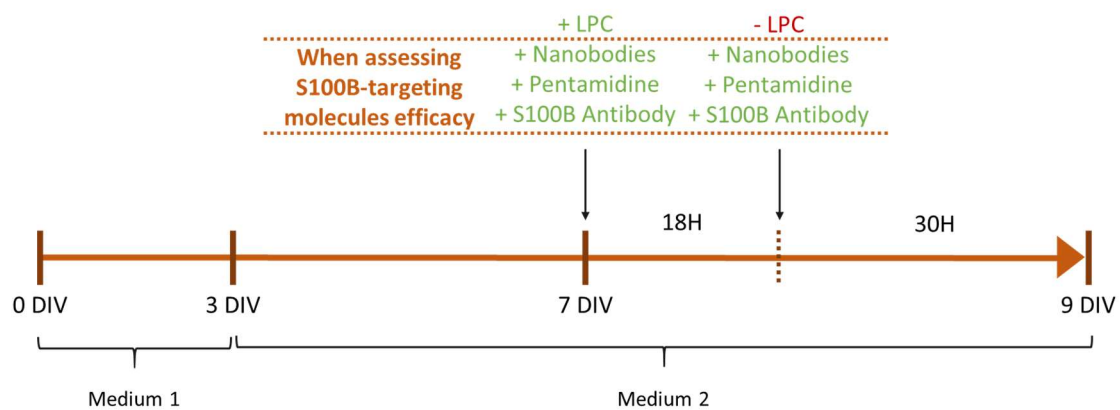 + LPC - LPC
When assessing + Nanobodies + Nanobodies
S100B-targeting + Pentamidine + Pentamidine
molecules efficacy + S100B Antibody + S100B Antibody
18H 30H
0 DIV 3 DIV 7 DIV 9 DIV
Medium 1 Medium 2